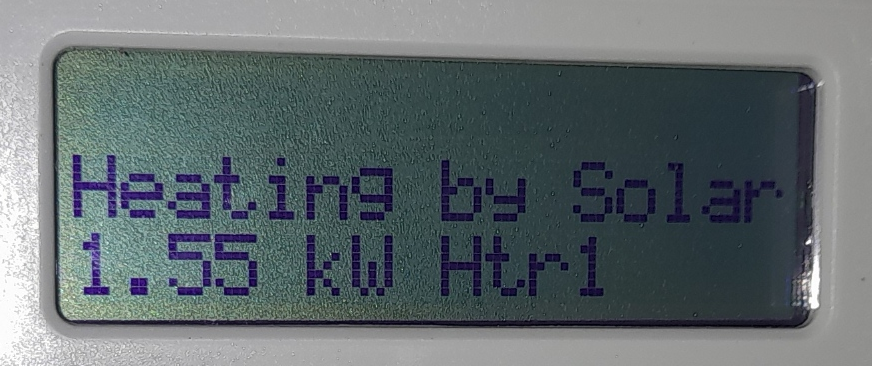 Heating by Solar
1.55 kW Htr1